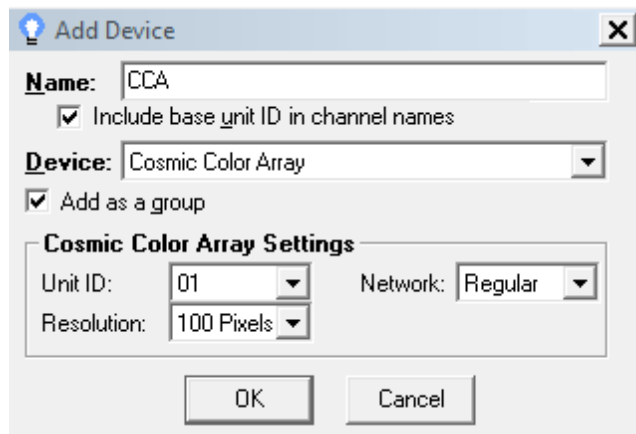 Add Device
Name: CCA
Include base unit ID in channel names
Device: Cosmic Color Array
Add as a group
Cosmic Color Array Settings
Unit ID: 01 Network: Regular
Resolution: 100 Pixels
OK Cancel